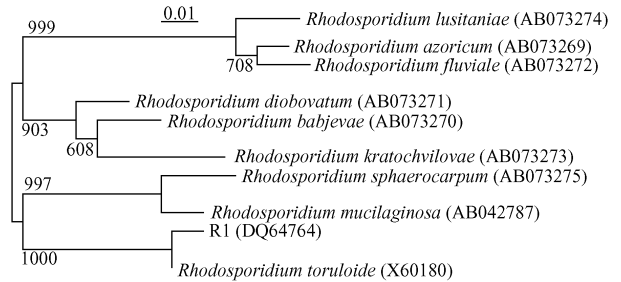 0.01
Rhodosporidium lusitaniae (AB073274)
999
Rhodosporidium azoricum (AB073269)
708
Rhodosporidium fluviale (AB073272)
Rhodosporidium diobovatum (AB073271)
903
Rhodosporidium babjevae (AB073270)
608
Rhodosporidium kratochvilovae (AB073273)
997
Rhodosporidium sphaerocarpum (AB073275)
Rhodosporidium mucilaginosa (AB042787)
R1 (DQ64764)
1000
Rhodosporidium toruloide (X60180)